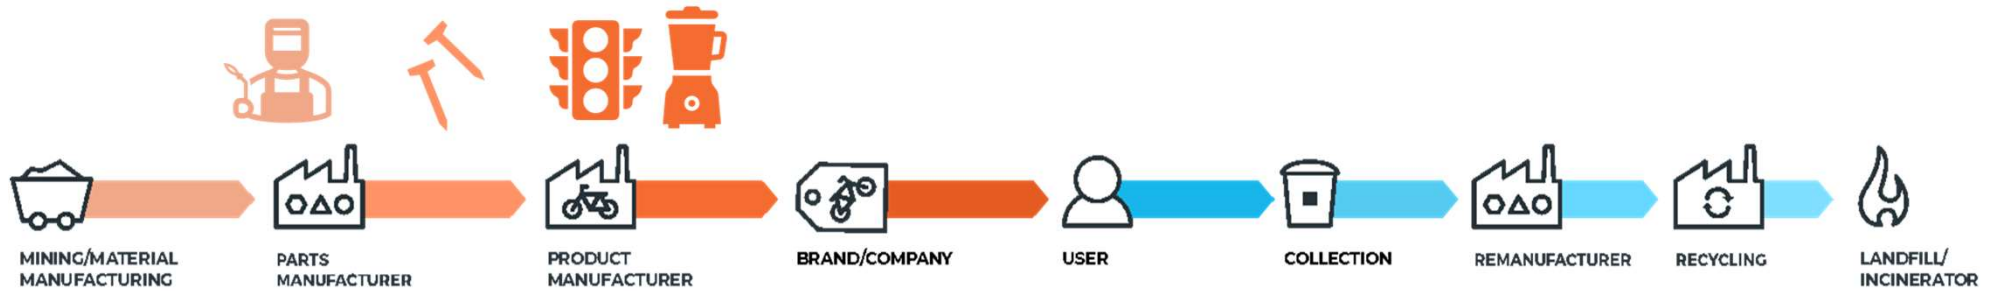 MINING/MATERIAL
MANUFACTURING
PARTS
MANUFACTURER
PRODUCT
MANUFACTURER
BRAND/COMPANY
USER
COLLECTION
REMANUFACTURER
RECYCLING
LANDFILL/
INCINERATOR